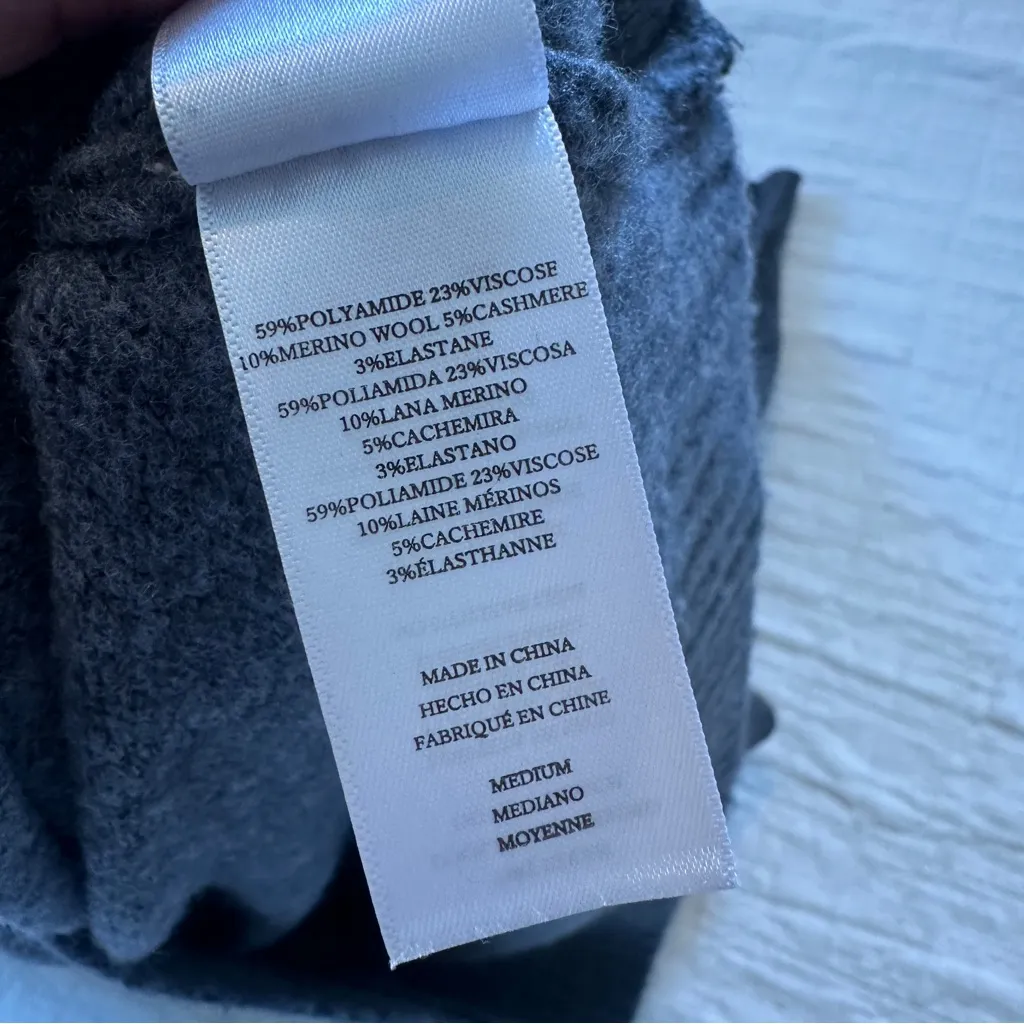 59%POLYAMIDE 23%VISCOSE
10%MERINO WOOL 5%CASHMERE
3%ELASTANE
59%POLIAMIDA 23%VISCOSA
10%LANA MERINO
5%CACHEMIRA
3%ELASTANO
59%POLIAMIDE 23%VISCOSE
10%LAINE MÉRINOS
5%CACHEMIRE
3%ÉLASTHANNE
MADE IN CHINA
HECHO EN CHINA
FABRIQUÉ EN CHINE
MEDIUM
MEDIANO
MOYENNE